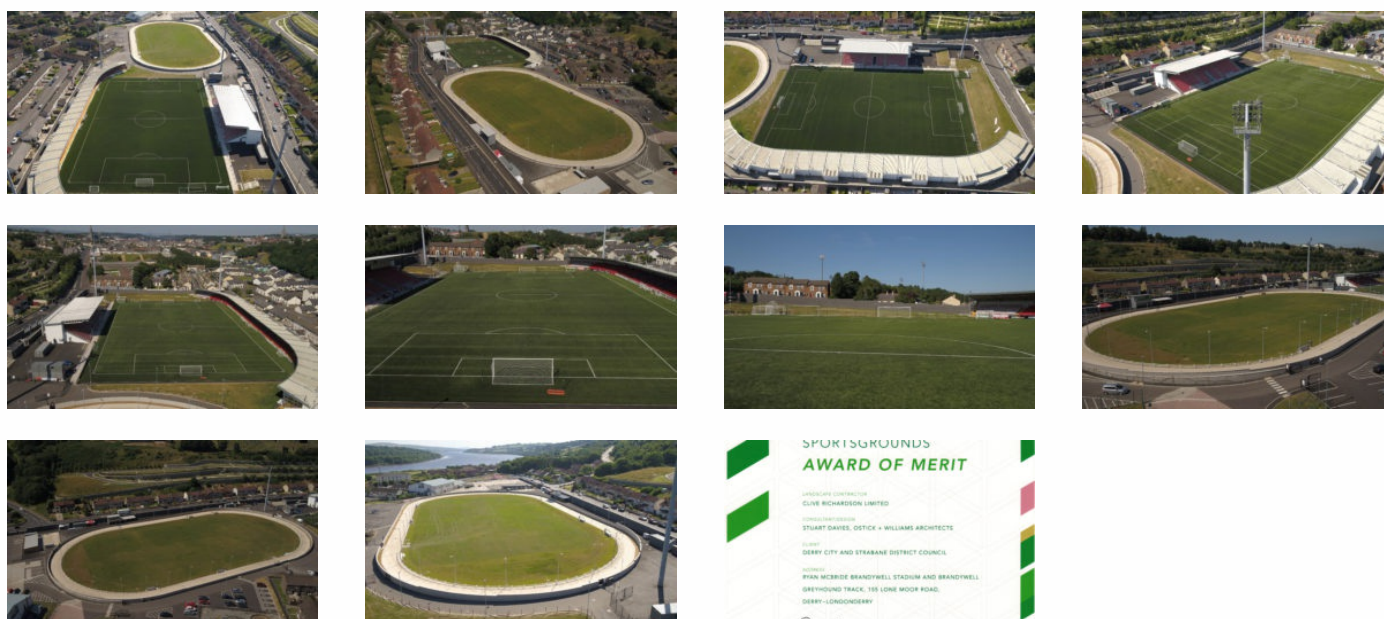 SPORTSGROUNDS
AWARD OF MERIT
LANDSCAPE CONTRACTOR
CLIVE RICHARDSON LIMITED
CONSULTANT/DESIGN
STUART DAVIES, OSTICK + WILLIAMS ARCHITECTS
CLIENT
DERRY CITY AND STRABANE DISTRICT COUNCIL
ADDRESS
RYAN MCBRIDE BRANDYWELL STADIUM AND BRANDYWELL
GREYHOUND TRACK, 155 LONE MOOR ROAD,
DERRY~LONDONDERRY